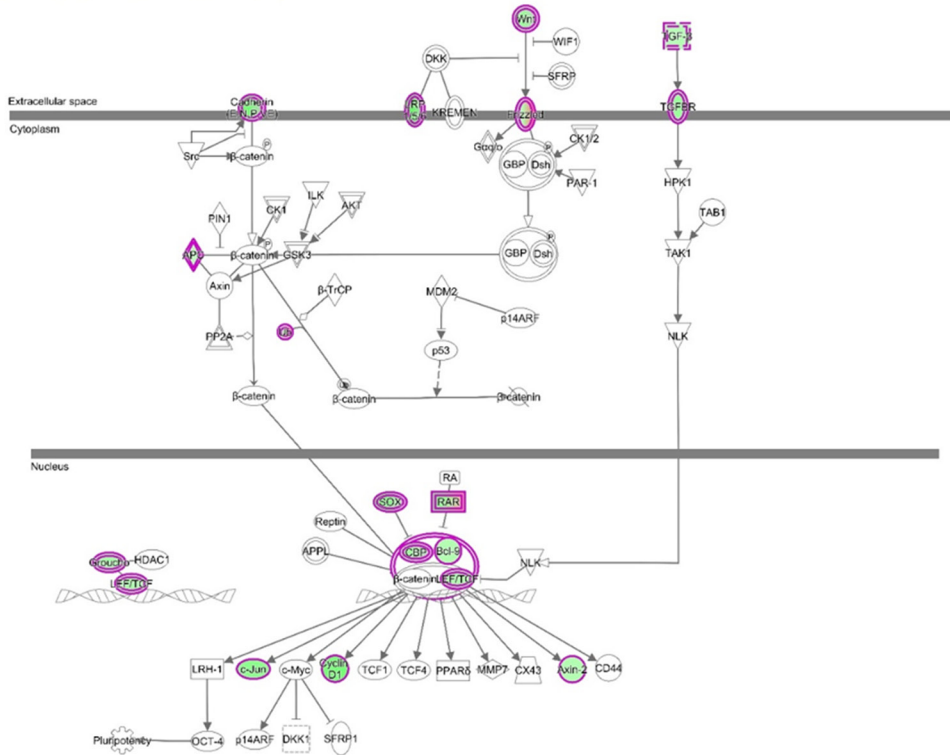 Wnt
TGF-β
WIF1
DKK
SFRP
Extracellular space
Cadherin
LRP
KREMEN
Frizzled
TGFBR
Cytoplasm
Src
β-catenin
P
Gαq/o
CK1/2
P
GBP
Dsh
PAR-1
HPK1
ILK
AKT
CK1
PIN1
TAB1
P
β-catenin
GSK3
GBP
Dsh
P
TAK1
Axin
β-TrCP
MDM2
p14ARF
PP2A
Ub
p53
NLK
β-catenin
Ub
β-catenin
β-catenin
Nucleus
RA
SOX
RAR
Reptin
APPL
CBP
Bcl-9
Groucho
HDAC1
NLK
LEF/TCF
β-catenin
LEF/TCF
LRH-1
c-Jun
c-Myc
Cyclin
D1
TCF1
TCF4
PPARδ
MMP7
CX43
Axin-2
CD44
Pluripotency
OCT-4
p14ARF
DKK1
SFRP1